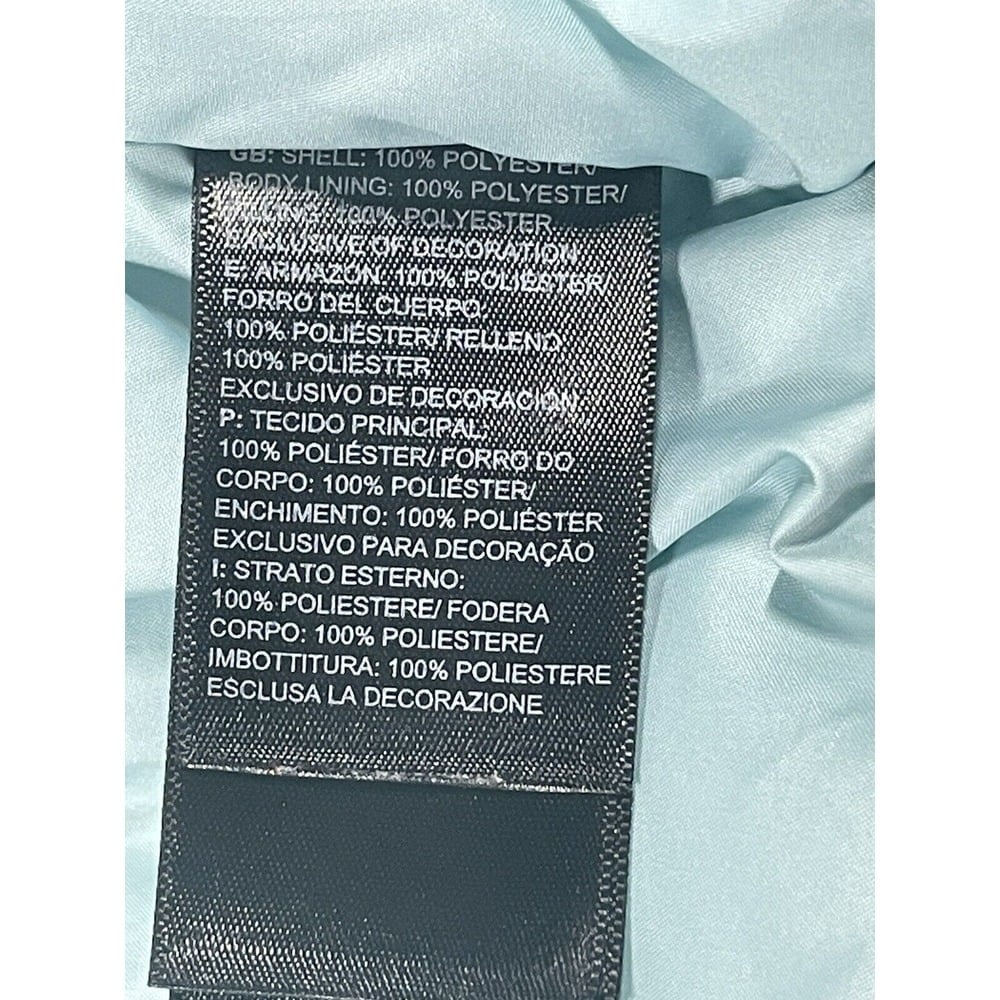 GB: SHELL: 100% POLYESTER/
BODY LINING: 100% POLYESTER/
FILLING: 100% POLYESTER
EXCLUSIVE OF DECORATION
E: ARMAZÓN: 100% POLIÉSTER/
FORRO DEL CUERPO:
100% POLIÉSTER/ RELLENO:
100% POLIÉSTER
EXCLUSIVO DE DECORACIÓN
P: TECIDO PRINCIPAL:
100% POLIÉSTER/ FORRO DO
CORPO: 100% POLIÉSTER/
ENCHIMENTO: 100% POLIÉSTER
EXCLUSIVO PARA DECORAÇÃO
I: STRATO ESTERNO:
100% POLIESTERE/ FODERA
CORPO: 100% POLIESTERE/
IMBOTTITURA: 100% POLIESTERE
ESCLUSA LA DECORAZIONE